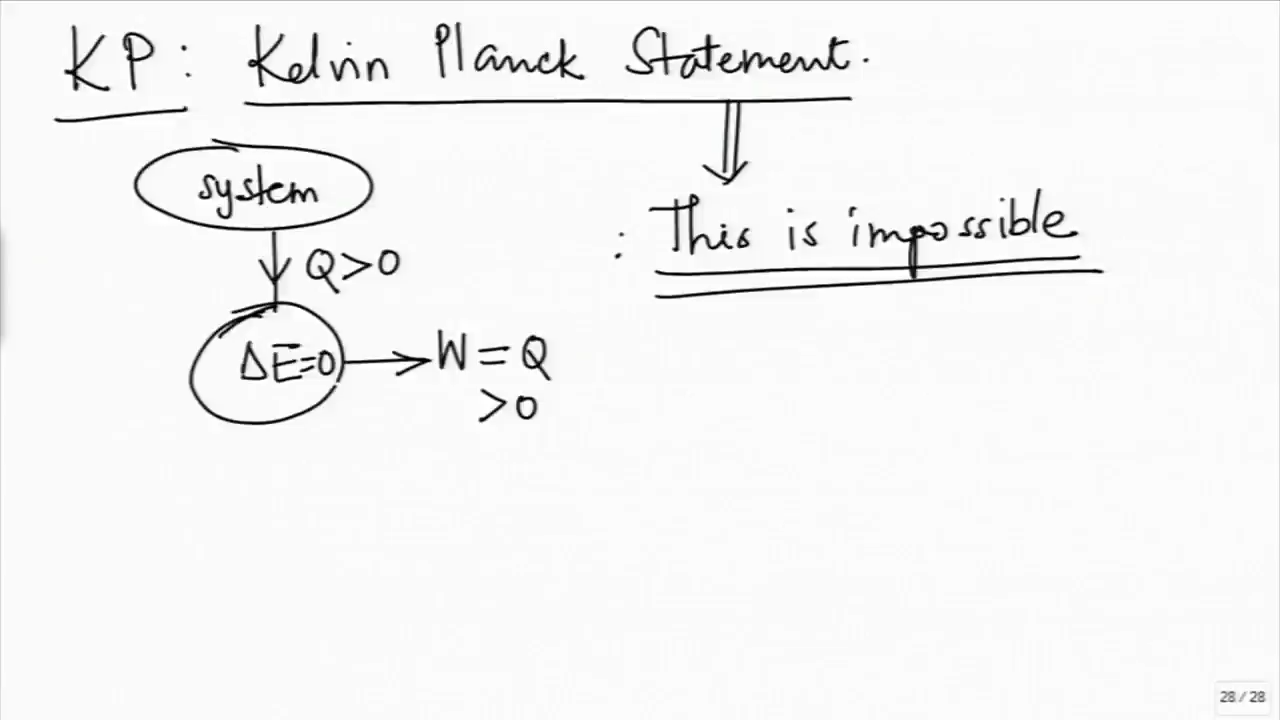 KP: Kelvin Planck Statement.
system
: This is impossible
Q>0
ΔE=0 → W = Q
>0
28 / 28